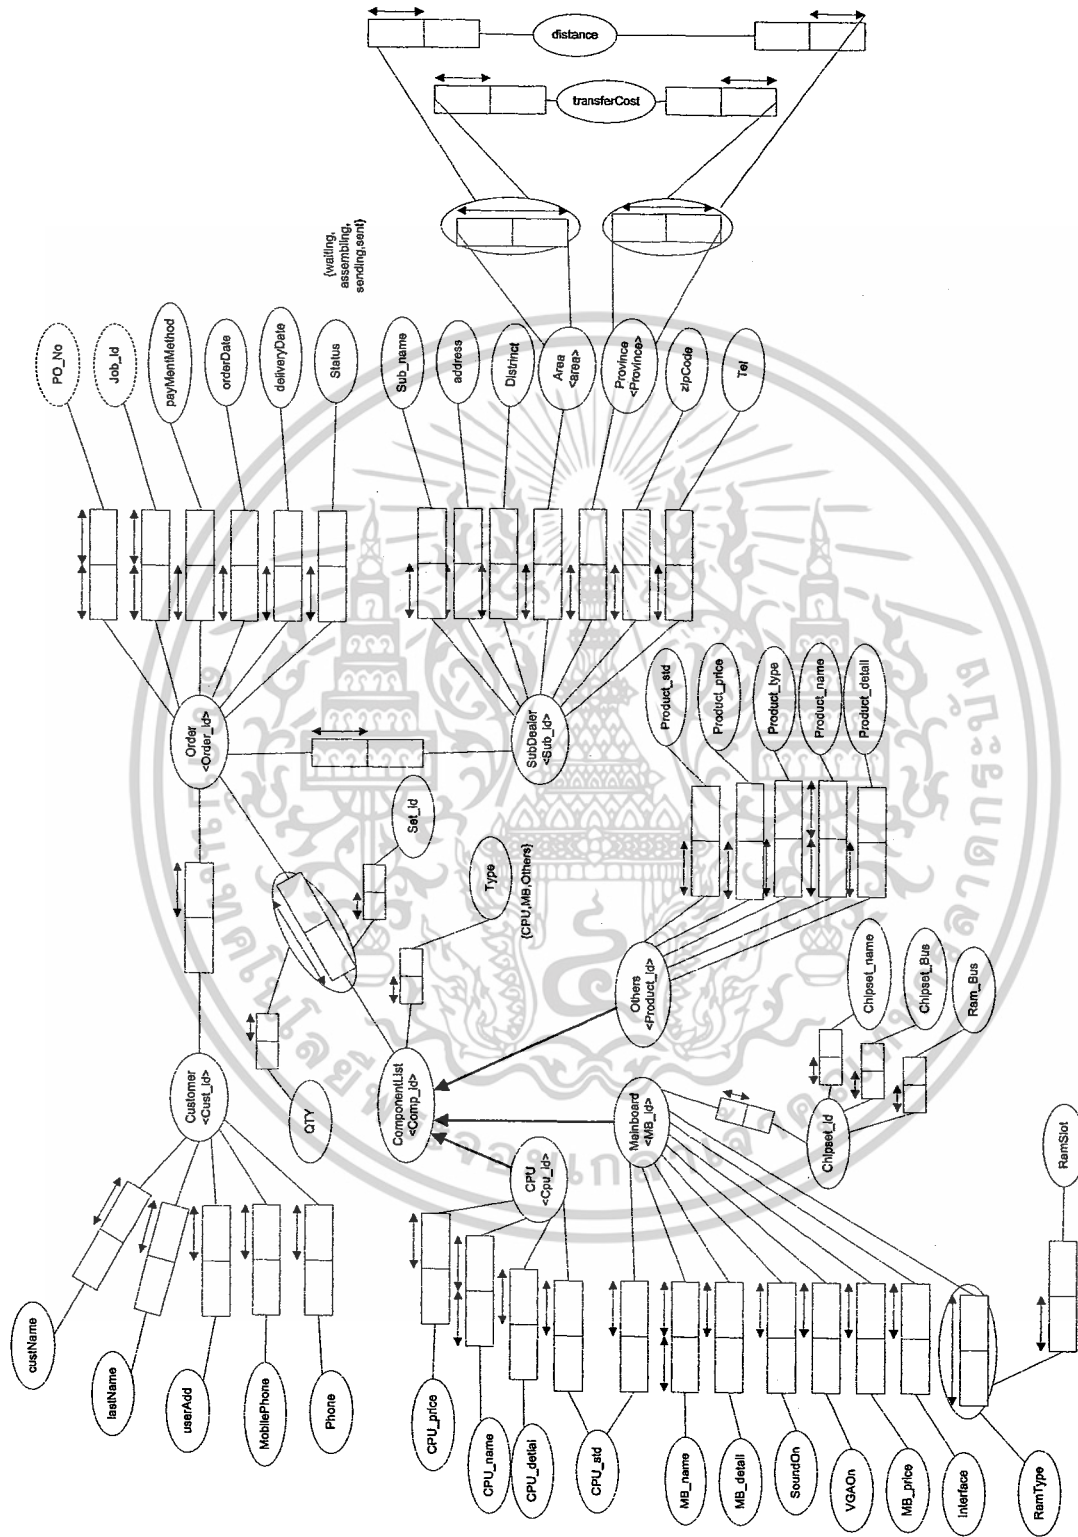 distance
transferCost
{waiting,
assembling,
sending,sent}
PO_No
Job_Id
payMentMethod
orderDate
deliveryDate
Status
Sub_name
address
Distrinct
Area
<area>
Province
<Province>
zipCode
Tel
Order
<Order_id>
SubDealer
<Sub_id>
Set_id
Type
{CPU,MB,Others}
Product_std
Product_price
Product_type
Product_name
Product_detail
Customer
<Cust_id>
QTY
ComponentList
<Comp_id>
Others
<Product_id>
Chipset_name
Chipset_Bus
Ram_Bus
CPU
<Cpu_id>
Mainboard
<MB_id>
Chipset_id
RamSlot
custName
lastName
userAdd
MobilePhone
Phone
CPU_price
CPU_name
CPU_detial
CPU_std
MB_name
MB_detail
SoundOn
VGAOn
MB_price
Interface
RamType